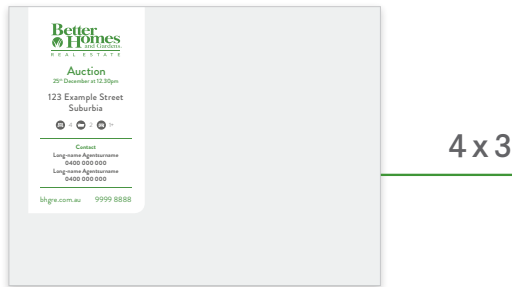 Better
Homes
and Gardens.
REAL ESTATE
Auction
25th December at 12.30pm
123 Example Street
Suburbia
4 2 1+
Contact
Long-name Agentsurname
0400 000 000
Long-name Agentsurname
0400 000 000
bhgre.com.au 9999 8888
4 x 3